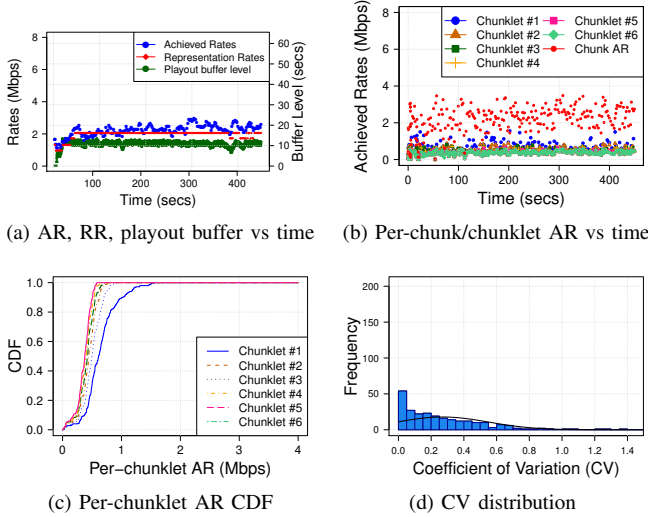 8
6
4
2
0
Rates (Mbps)
Achieved Rates
Representation Rates
Playout buffer level
60
50
40
30
20
10
0
Buffer Level (secs)
100 200 300 400
Time (secs)
(a) AR, RR, playout buffer vs time
8
6
4
2
0
Achieved Rates (Mbps)
Chunklet #1
Chunklet #2
Chunklet #3
Chunklet #4
Chunklet #5
Chunklet #6
Chunk AR
0 100 200 300 400
Time (secs)
(b) Per-chunk/chunklet AR vs time
1.0
0.8
0.6
0.4
0.2
0.0
CDF
Chunklet #1
Chunklet #2
Chunklet #3
Chunklet #4
Chunklet #5
Chunklet #6
0 1 2 3 4
Per−chunklet AR (Mbps)
(c) Per-chunklet AR CDF
200
150
100
50
0
Frequency
0.0 0.2 0.4 0.6 0.8 1.0 1.2 1.4
Coefficient of Variation (CV)
(d) CV distribution